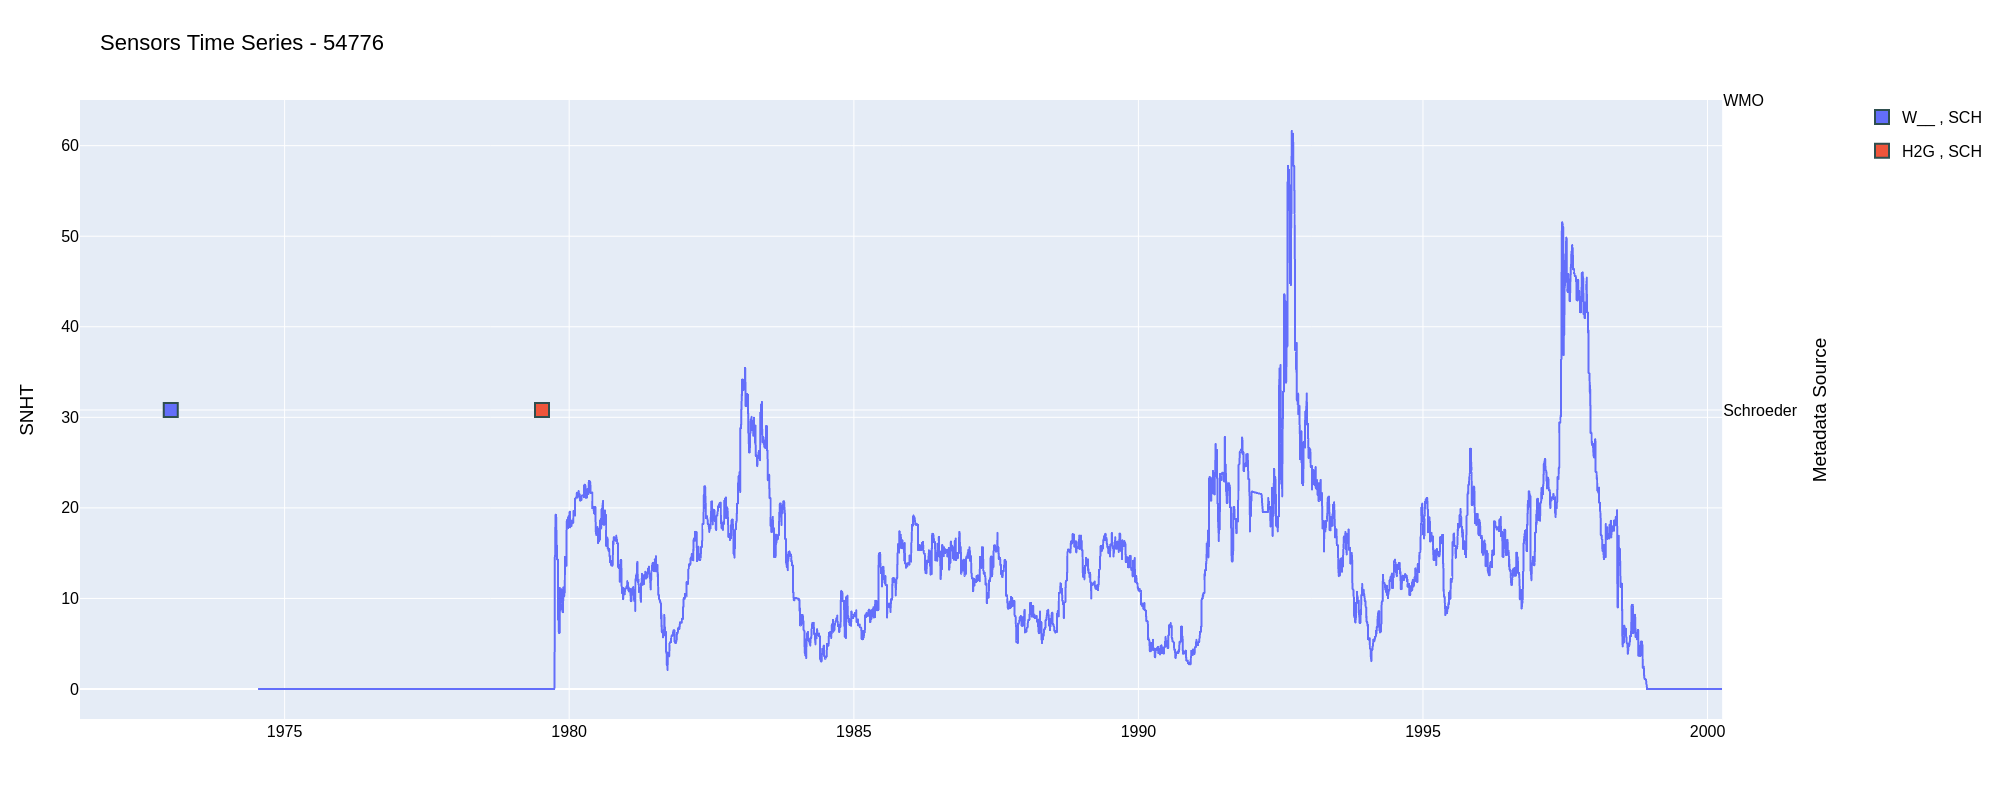 Sensors Time Series - 54776
WMO
W__ , SCH
H2G , SCH
60
50
40
30
20
10
0
SNHT
Schroeder
Metadata Source
1975
1980
1985
1990
1995
2000